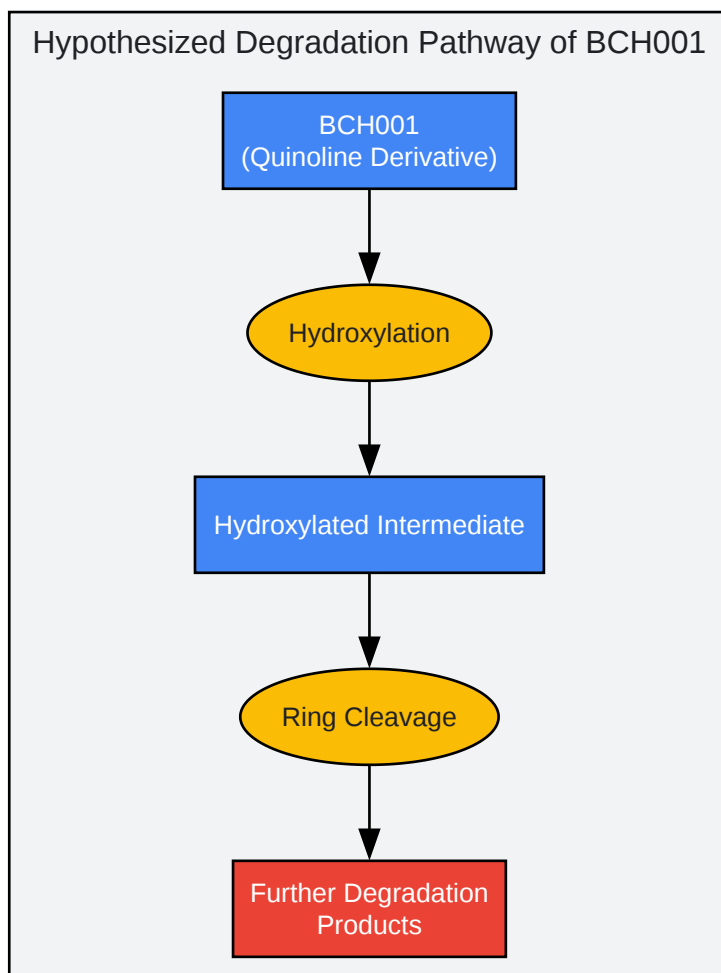 Hypothesized Degradation Pathway of BCH001
BCH001
(Quinoline Derivative)
Hydroxylation
Hydroxylated Intermediate
Ring Cleavage
Further Degradation
Products